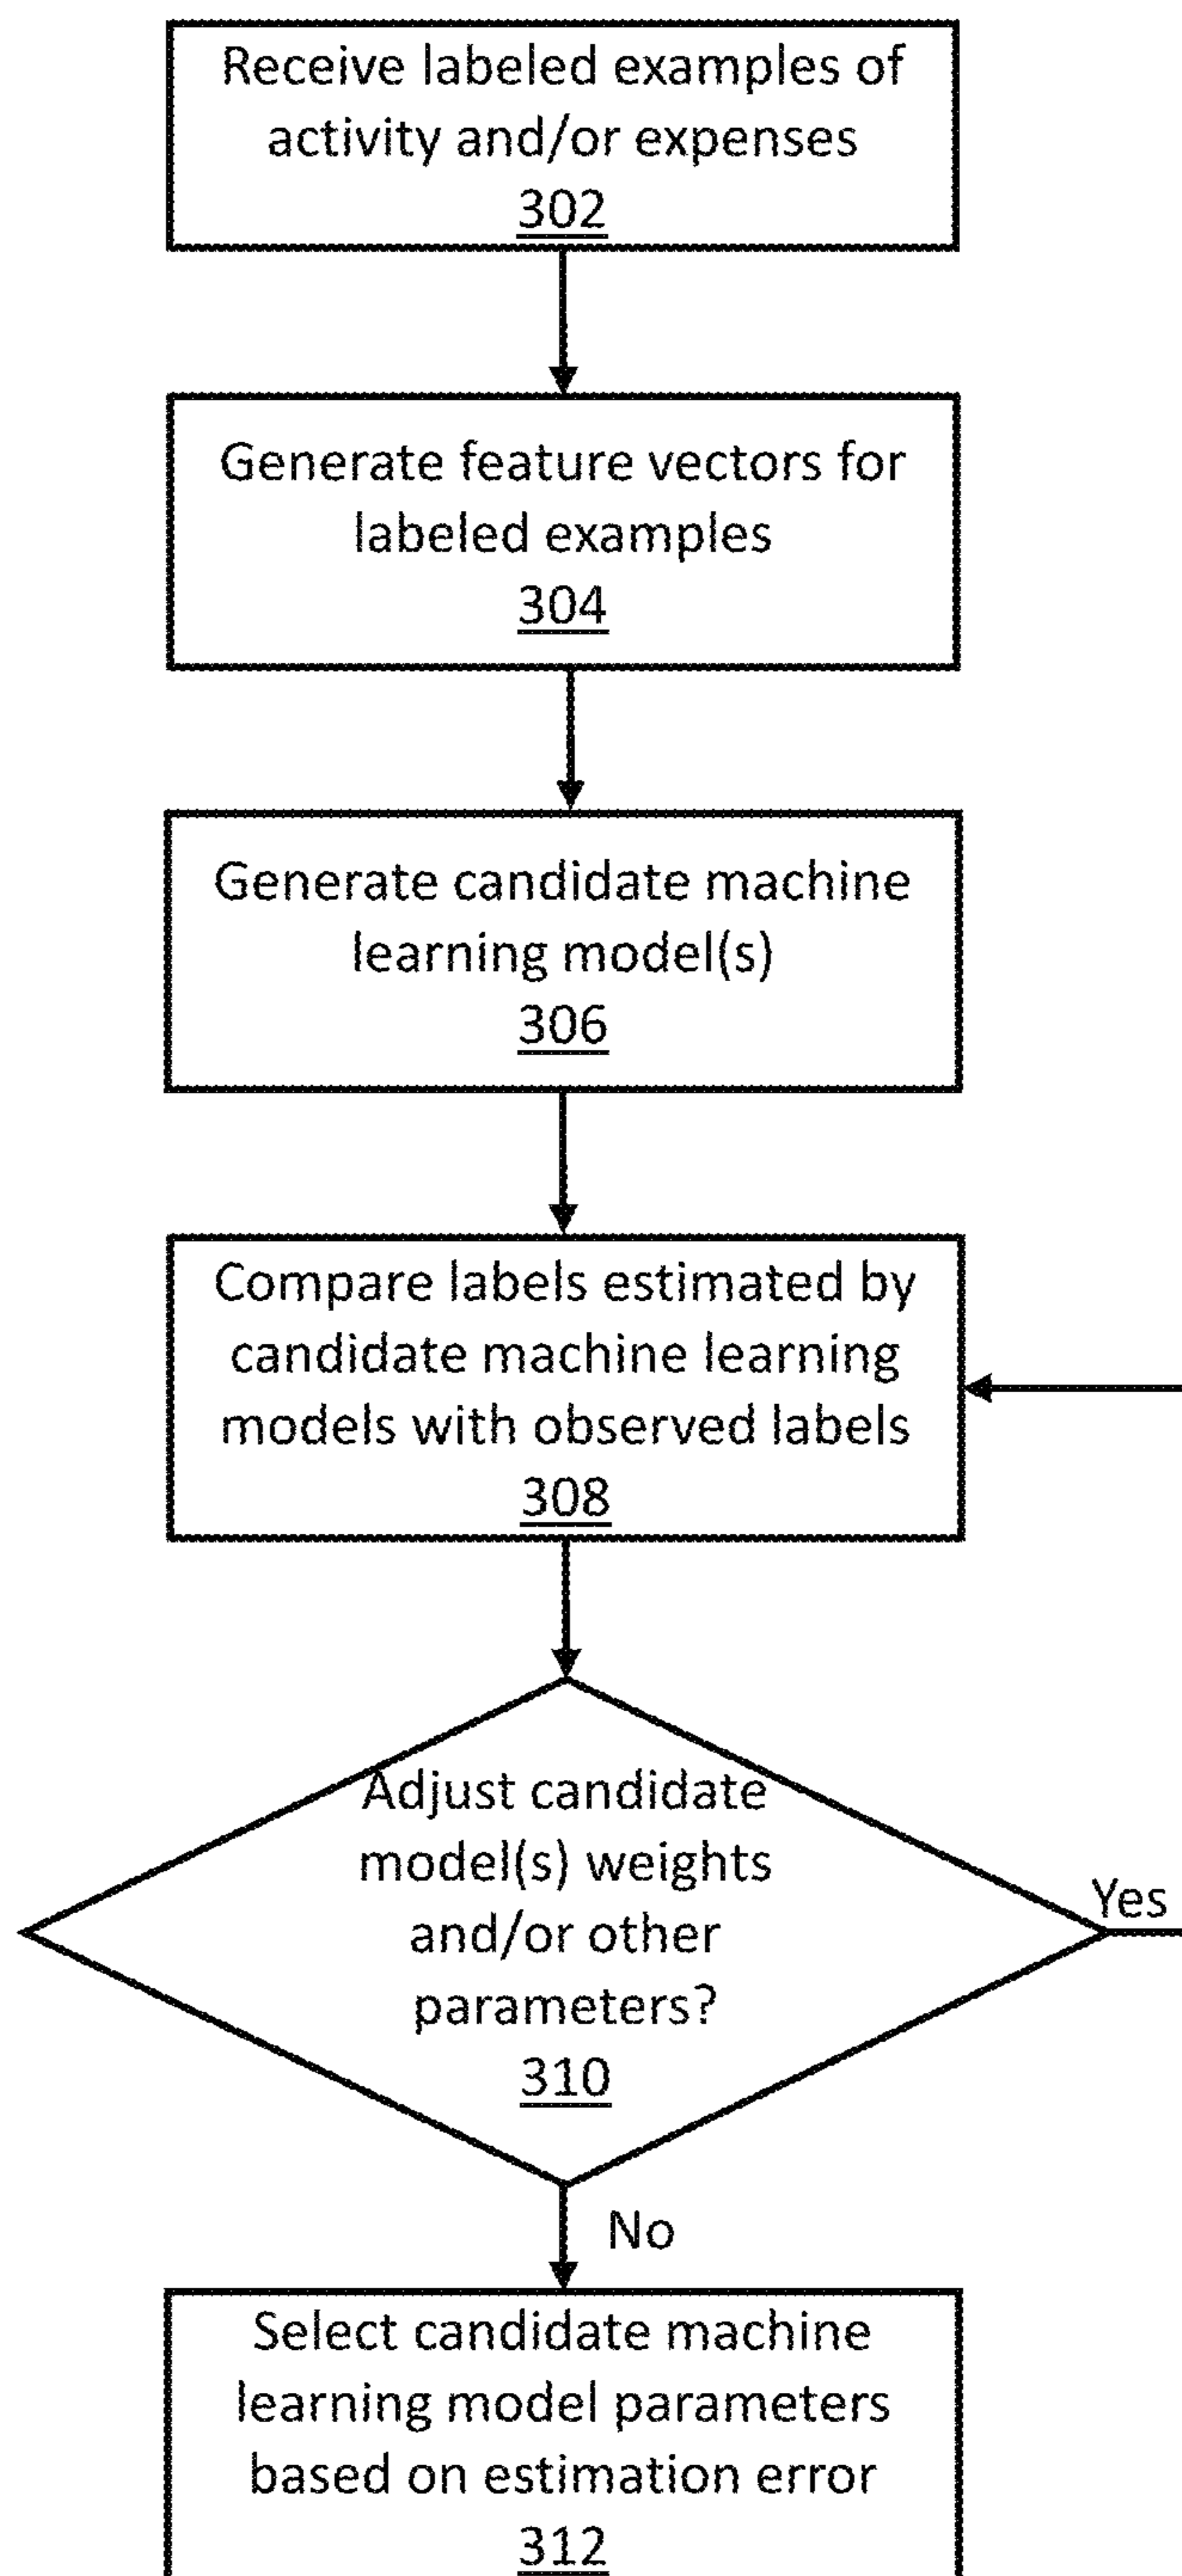 Receive labeled examples of
activity and/or expenses
302
Generate feature vectors for
labeled examples
304
Generate candidate machine
learning model(s)
306
Compare labels estimated by
candidate machine learning
models with observed labels
308
Adjust candidate
model(s) weights
and/or other
parameters?
310
Yes
No
Select candidate machine
learning model parameters
based on estimation error
312